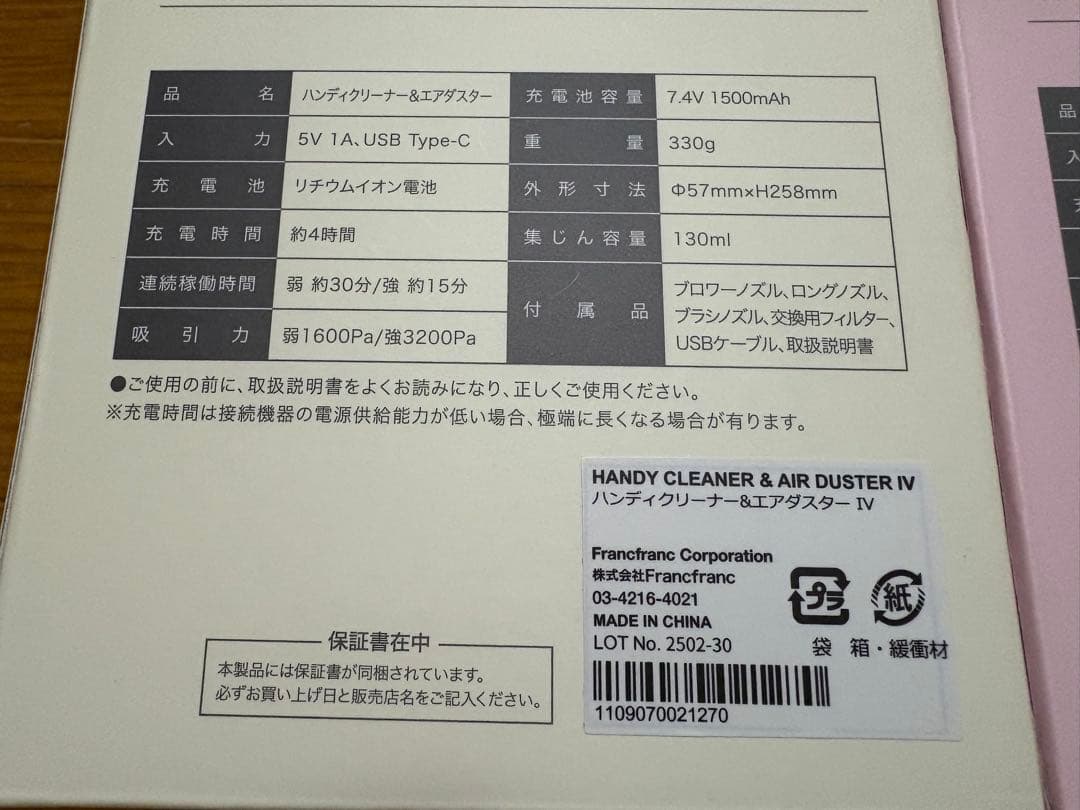 品名 ハンディクリーナー&エアダスター 充電池容量 7.4V 1500mAh
入力 5V 1A、USB Type-C 重量 330g
充電池 リチウムイオン電池 外形寸法 Φ57mm×H258mm
充電時間 約4時間 集じん容量 130ml
連続稼働時間 弱 約30分/強 約15分
吸引力 弱1600Pa/強3200Pa
付属品 ブロワーノズル、ロングノズル、
ブラシノズル、交換用フィルター、
USBケーブル、取扱説明書
●ご使用の前に、取扱説明書をよくお読みになり、正しくご使用ください。
※充電時間は接続機器の電源供給能力が低い場合、極端に長くなる場合が有ります。
保証書在中
本製品には保証書が同梱されています。
必ずお買い上げ日と販売店名をご記入ください。
HANDY CLEANER & AIR DUSTER IV
ハンディクリーナー&エアダスター IV
Francfranc Corporation
株式会社Francfranc
03-4216-4021
MADE IN CHINA
LOT No. 2502-30
プラ 紙
袋 箱・緩衝材
1109070021270
品
入